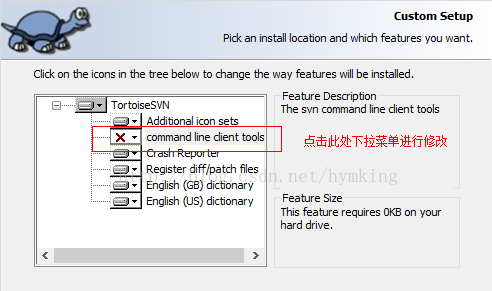 Custom Setup
Pick an install location and which features you want.
Click on the icons in the tree below to change the way features will be installed.
TortoiseSVN
Additional icon sets
command line client tools
Crash Reporter
Register diff/patch files
English (GB) dictionary
English (US) dictionary
Feature Description
The svn command line client tools
点击此处下拉菜单进行修改
Feature Size
This feature requires 0KB on your
hard drive.
http://blog.csdn.net/hymking